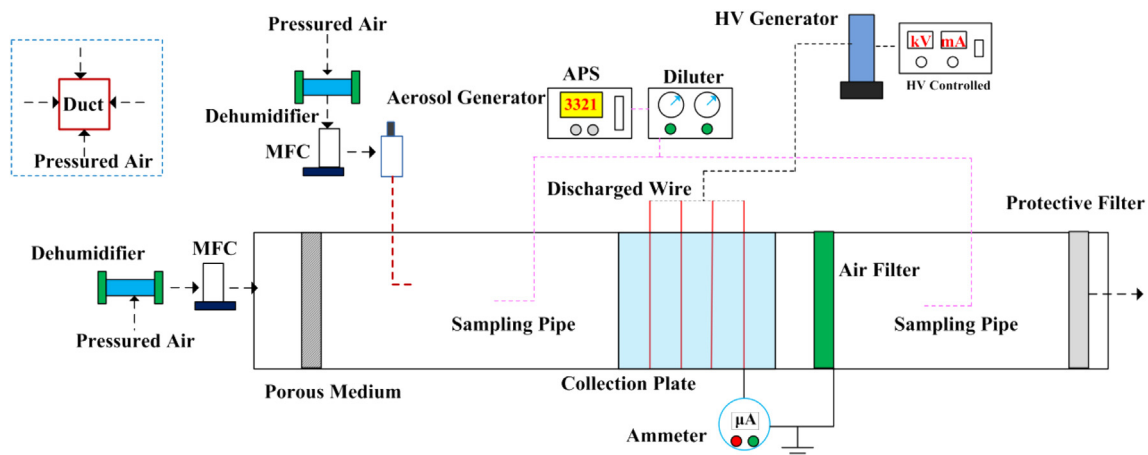 Pressured Air
HV Generator
kV mA
HV Controlled
Duct
Pressured Air
Dehumidifier
MFC
Aerosol Generator
APS
3321
Diluter
Discharged Wire
Protective Filter
Dehumidifier
MFC
Pressured Air
Air Filter
Sampling Pipe
Sampling Pipe
Porous Medium
Collection Plate
μA
Ammeter